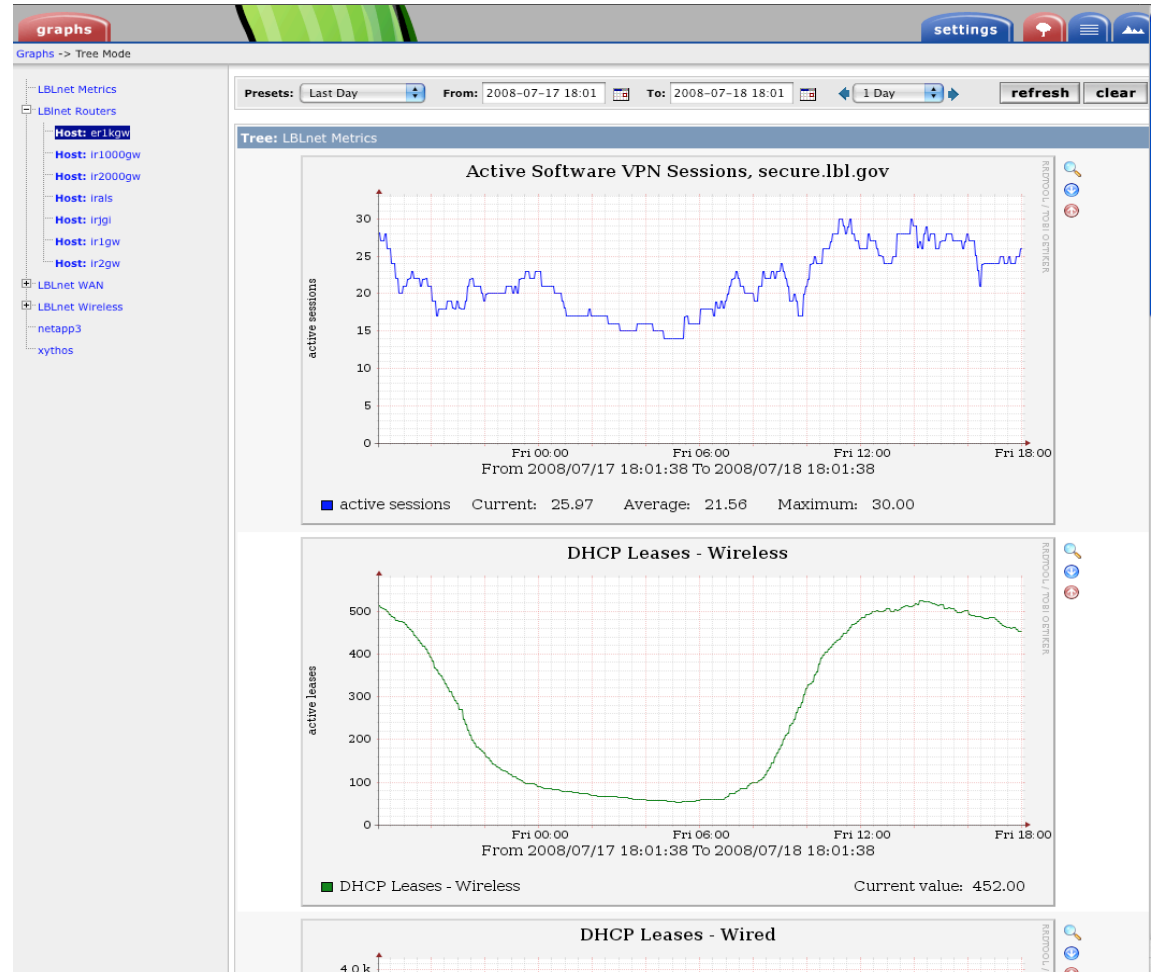 graphs
settings
Graphs -> Tree Mode
LBLnet Metrics
LBlnet Routers
Host: er1kgw
Host: ir1000gw
Host: ir2000gw
Host: irals
Host: irjgi
Host: ir1gw
Host: ir2gw
LBLnet WAN
LBLnet Wireless
netapp3
xythos
Presets: Last Day From: 2008-07-17 18:01 To: 2008-07-18 18:01 1 Day refresh clear
Tree: LBLnet Metrics
Active Software VPN Sessions, secure.lbl.gov
RRDTOOL / TOBI OETIKER
active sessions
30
25
20
15
10
5
0
Fri 00:00 Fri 06:00 Fri 12:00 Fri 18:00
From 2008/07/17 18:01:38 To 2008/07/18 18:01:38
active sessions Current: 25.97 Average: 21.56 Maximum: 30.00
DHCP Leases - Wireless
RRDTOOL / TOBI OETIKER
active leases
500
400
300
200
100
0
Fri 00:00 Fri 06:00 Fri 12:00 Fri 18:00
From 2008/07/17 18:01:38 To 2008/07/18 18:01:38
DHCP Leases - Wireless Current value: 452.00
DHCP Leases - Wired
RRDTOOL
4.0 k